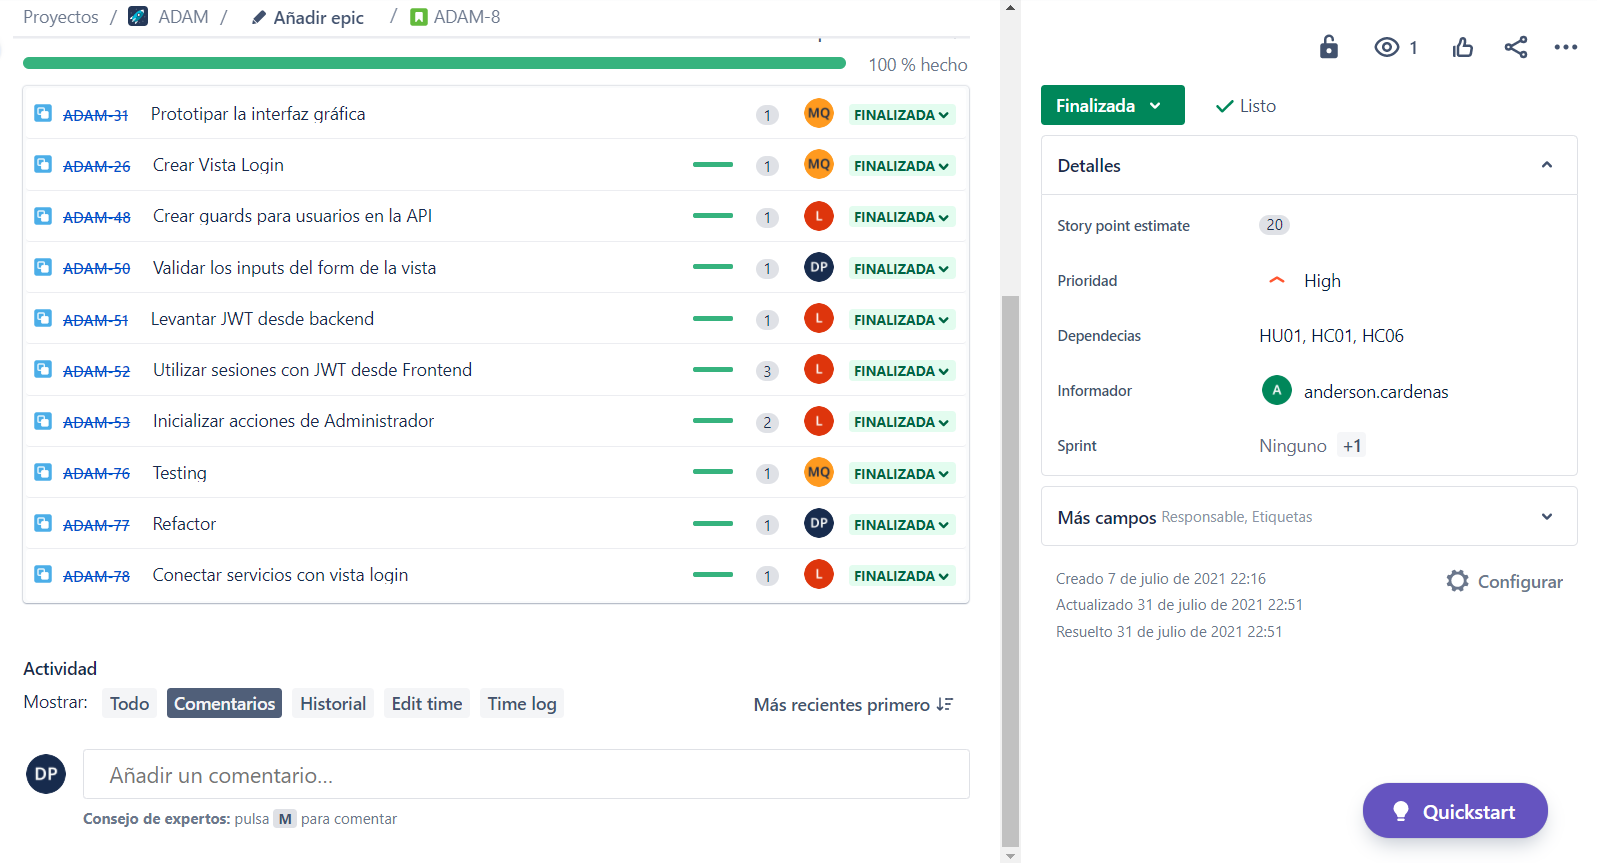 Proyectos / ADAM / Añadir epic / ADAM-8
100 % hecho
ADAM-31 Prototipar la interfaz gráfica 1 MQ FINALIZADA
ADAM-26 Crear Vista Login 1 MQ FINALIZADA
ADAM-48 Crear guards para usuarios en la API 1 L FINALIZADA
ADAM-50 Validar los inputs del form de la vista 1 DP FINALIZADA
ADAM-51 Levantar JWT desde backend 1 L FINALIZADA
ADAM-52 Utilizar sesiones con JWT desde Frontend 3 L FINALIZADA
ADAM-53 Inicializar acciones de Administrador 2 L FINALIZADA
ADAM-76 Testing 1 MQ FINALIZADA
ADAM-77 Refactor 1 DP FINALIZADA
ADAM-78 Conectar servicios con vista login 1 L FINALIZADA
Actividad
Mostrar: Todo Comentarios Historial Edit time Time log Más recientes primero
DP Añadir un comentario...
Consejo de expertos: pulsa M para comentar
1
Finalizada Listo
Detalles
Story point estimate 20
Prioridad High
Dependecias HU01, HC01, HC06
Informador A anderson.cardenas
Sprint Ninguno +1
Más campos Responsable, Etiquetas
Creado 7 de julio de 2021 22:16
Configurar
Actualizado 31 de julio de 2021 22:51
Resuelto 31 de julio de 2021 22:51
Quickstart